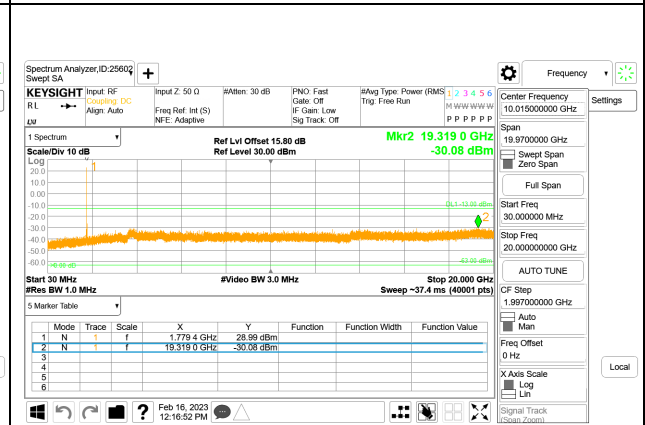 Spectrum Analyzer,ID:25602
Swept SA
+
Frequency
KEYSIGHT
RL
Input: RF
Coupling: DC
Align: Auto
Input Z: 50 Ω
Freq Ref: Int (S)
NFE: Adaptive
#Atten: 30 dB
PNO: Fast
Gate: Off
IF Gain: Low
Sig Track: Off
#Avg Type: Power (RMS
Trig: Free Run
1 2 3 4 5 6
M W W W W W
P P P P P P
Settings
Center Frequency
10.015000000 GHz
Span
19.9700000 GHz
Swept Span
Zero Span
Full Span
Start Freq
30.000000 MHz
Stop Freq
20.000000000 GHz
AUTO TUNE
CF Step
1.997000000 GHz
Auto
Man
Freq Offset
0 Hz
X Axis Scale
Log
Lin
Signal Track
(Span Zoom)
Local
1 Spectrum
Scale/Div 10 dB
Ref Lvl Offset 15.80 dB
Ref Level 30.00 dBm
Mkr2 19.319 0 GHz
-30.08 dBm
Log
20.0
10.0
0.00
-10.0
-20.0
-30.0
-40.0
-50.0
-60.0
1
2
DL1 -13.00 dBm
Start 30 MHz
#Res BW 1.0 MHz
#Video BW 3.0 MHz
Stop 20.000 GHz
Sweep ~37.4 ms (40001 pts)
5 Marker Table
Mode Trace Scale X Y Function Function Width Function Value
1 N 1 f 1.779 4 GHz 28.99 dBm
2 N 1 f 19.319 0 GHz -30.08 dBm
3
4
5
6
?
Feb 16, 2023
12:16:52 PM